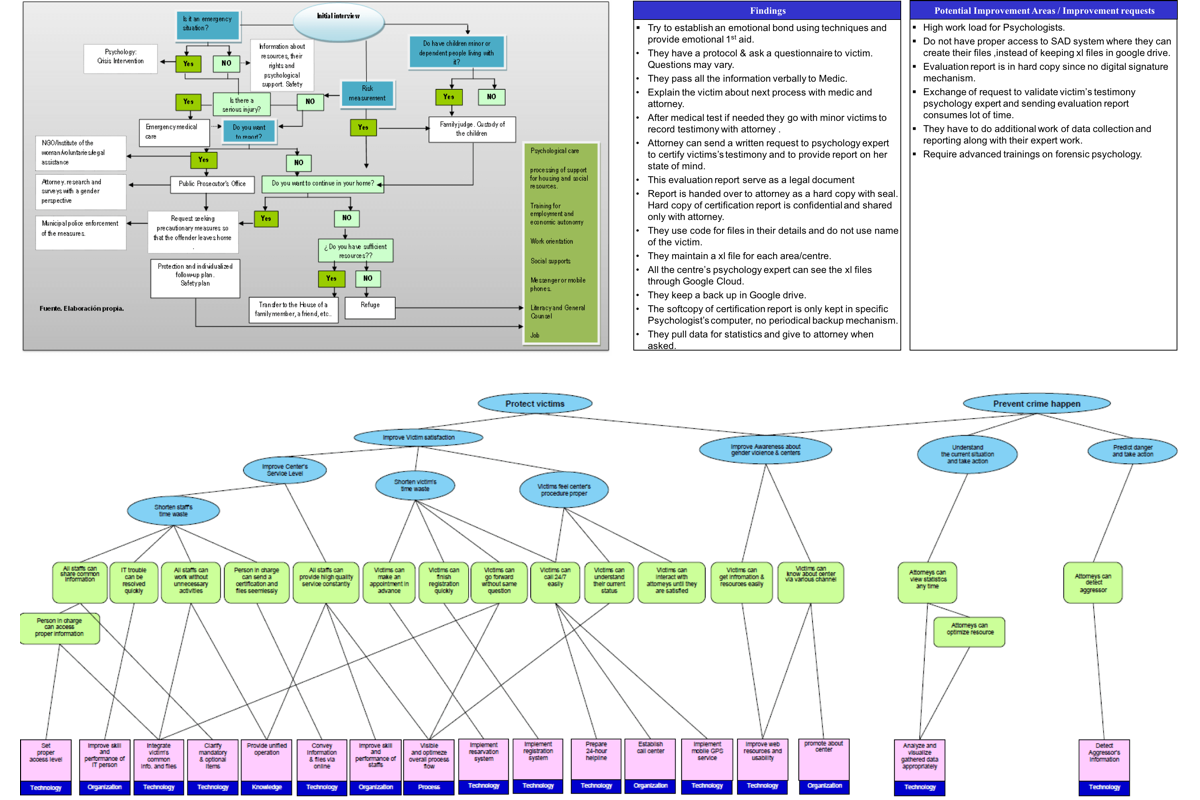 Initial interview
Is it an emergency
situation ?
Psychology:
Crisis Intervention
Yes
NO
Information about
resources, their
rights and
psychological
support. Safety
Do have children minor or
dependent people living with
it?
Yes
NO
Risk
measurement
Is there a
serious injury?
Yes
NO
Emergency medical
care
Do you want
to report?
Yes
Family judge . Custody of
the children
NGO/Institute of the
woman/voluntaries/legal
assistance
Yes
NO
Attorney, research and
surveys with a gender
perspective
Public Prosecutor's Office
Do you want to continue in your home?
Municipal police enforcement
of the measures.
Request seeking
precautionary measures so
that the offender leaves home
.
Yes
NO
¿Do you have sufficient
resources??
Protection and individualized
follow-up plan.
Safety plan
Yes
NO
Transfer to the House of a
family member, a friend, etc..
Refuge
Fuente. Elaboración propia.
Psychological care
processing of support
for housing and social
resources.
Training for
employment and
economic autonomy
Work orientation
Social supports.
Messenger or mobile
phones.
Literacy and General
Counsel
Job
Findings
• Try to establish an emotional bond using techniques and
provide emotional 1st aid.
• They have a protocol & ask a questionnaire to victim.
Questions may vary.
• They pass all the information verbally to Medic.
• Explain the victim about next process with medic and
attorney.
• After medical test if needed they go with minor victims to
record testimony with attorney .
• Attorney can send a written request to psychology expert
to certify victims's testimony and to provide report on her
state of mind.
• This evaluation report serve as a legal document
• Report is handed over to attorney as a hard copy with seal.
Hard copy of certification report is confidential and shared
only with attorney.
• They use code for files in their details and do not use name
of the victim.
• They maintain a xl file for each area/centre.
• All the centre's psychology expert can see the xl files
through Google Cloud.
• They keep a back up in Google drive.
• The softcopy of certification report is only kept in specific
Psychologist's computer, no periodical backup mechanism.
• They pull data for statistics and give to attorney when
asked.
Potential Improvement Areas / Improvement requests
▪ High work load for Psychologists.
▪ Do not have proper access to SAD system where they can
create their files ,instead of keeping xl files in google drive.
▪ Evaluation report is in hard copy since no digital signature
mechanism.
▪ Exchange of request to validate victim's testimony
psychology expert and sending evaluation report
consumes lot of time.
▪ They have to do additional work of data collection and
reporting along with their expert work.
▪ Require advanced trainings on forensic psychology.
Protect victims
Prevent crime happen
Improve Victim satisfaction
Improve Awareness about
gender violence & centers
Understand
the current situation
and take action
Predict danger
and take action
Improve Center's
Service Level
Shorten victim's
time waste
Victims feel center's
procedure proper
Shorten staff's
time waste
All staffs can
share common
information
IT trouble
can be
resolved
quickly
All staffs can
work without
unnecessary
activities
Person in charge
can send a
certification and
files seemlessly
All staffs can
provide high quality
service constantly
Victims can
make an
appointment in
advance
Victims can
finish
registration
quickly
Victims can
go forward
without same
question
Victims can
call 24/7
easily
Victims can
understand
their current
status
Victims can
interact with
attorneys until they
are satisfied
Victims can
get information &
resources easily
Victims can
know about center
via various channel
Attorneys can
view statistics
any time
Attorneys can
detect
aggressor
Person in charge
can access
proper information
Attorneys can
optimize resource
Set
proper
access level
Technology
Improve skill
and
performance of
IT person
Organization
Integrate
victim's
common
info. and files
Technology
Clarify
mandatory
& optional
items
Technology
Provide unified
operation
Knowledge
Convey
information
& files via
online
Technology
Improve skill
and
performance of
staffs
Organization
Visible
and optimize
overall process
flow
Process
Implement
resarvation
system
Technology
Implement
registration
system
Technology
Prepare
24-hour
helpline
Technology
Establish
call center
Organization
Implement
mobile GPS
service
Technology
Improve web
resources and
usability
Technology
promote about
center
Organization
Analyze and
visualize
gathered data
appropriately
Technology
Detect
Aggressor's
Information
Technology